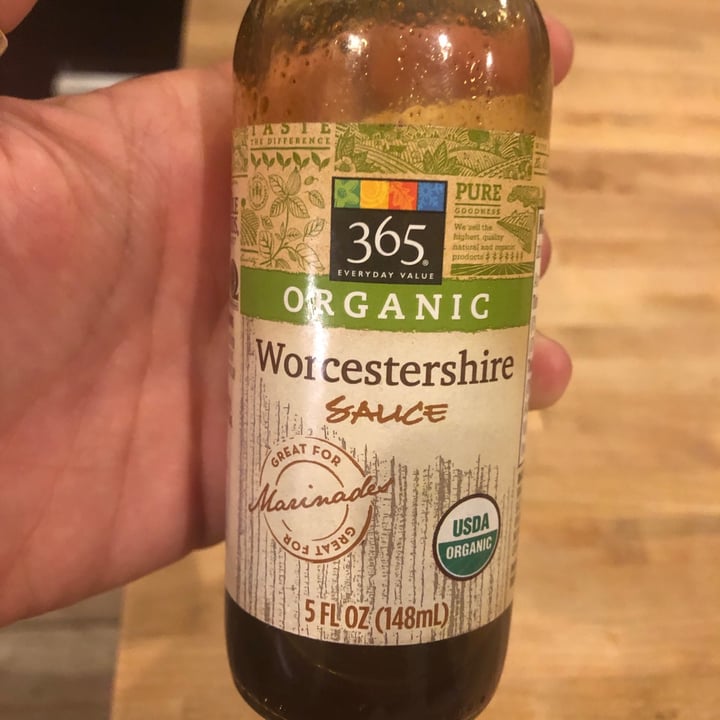 TASTE
THE DIFFERENCE
PURE
GOODNESS
We sell the
highest quality
natural and organic
products
365®
EVERYDAY VALUE
ORGANIC
Worcestershire
SAUCE
GREAT FOR
Marinades
GREAT FOR
USDA
ORGANIC
5 FL OZ (148mL)